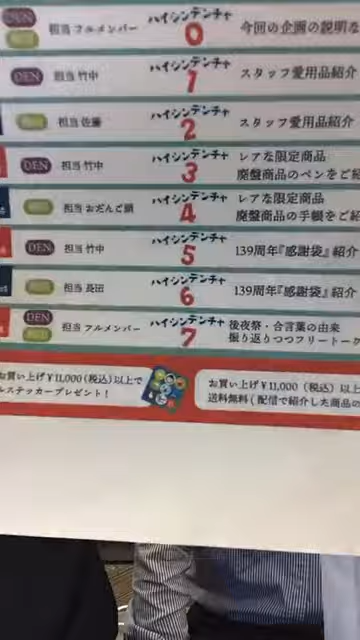 DEN
担当 フルメンバー ハイシンデンチャ 今回の企画の説明な
0
DEN 担当 竹中 ハイシンデンチャ スタッフ愛用品紹介
1
担当 佐藤 ハイシンデンチャ スタッフ愛用品紹介
2
DEN 担当 竹中 ハイシンデンチャ レアな限定商品
3 廃盤商品のペンをご紹
担当 おだんご頭 ハイシンデンチャ レアな限定商品
4 廃盤商品の手帳をご紹
DEN 担当 竹中 ハイシンデンチャ 139周年『感謝袋』紹介
5
担当 長田 ハイシンデンチャ 139周年『感謝袋』紹介
6
DEN 担当 フルメンバー ハイシンデンチャ 後夜祭・合言葉の由来
7 振り返りつつフリートーク
お買い上げ¥11,000(税込)以上で
ステッカープレゼント!
お買い上げ¥11,000(税込)以上
送料無料(配信で紹介した商品の